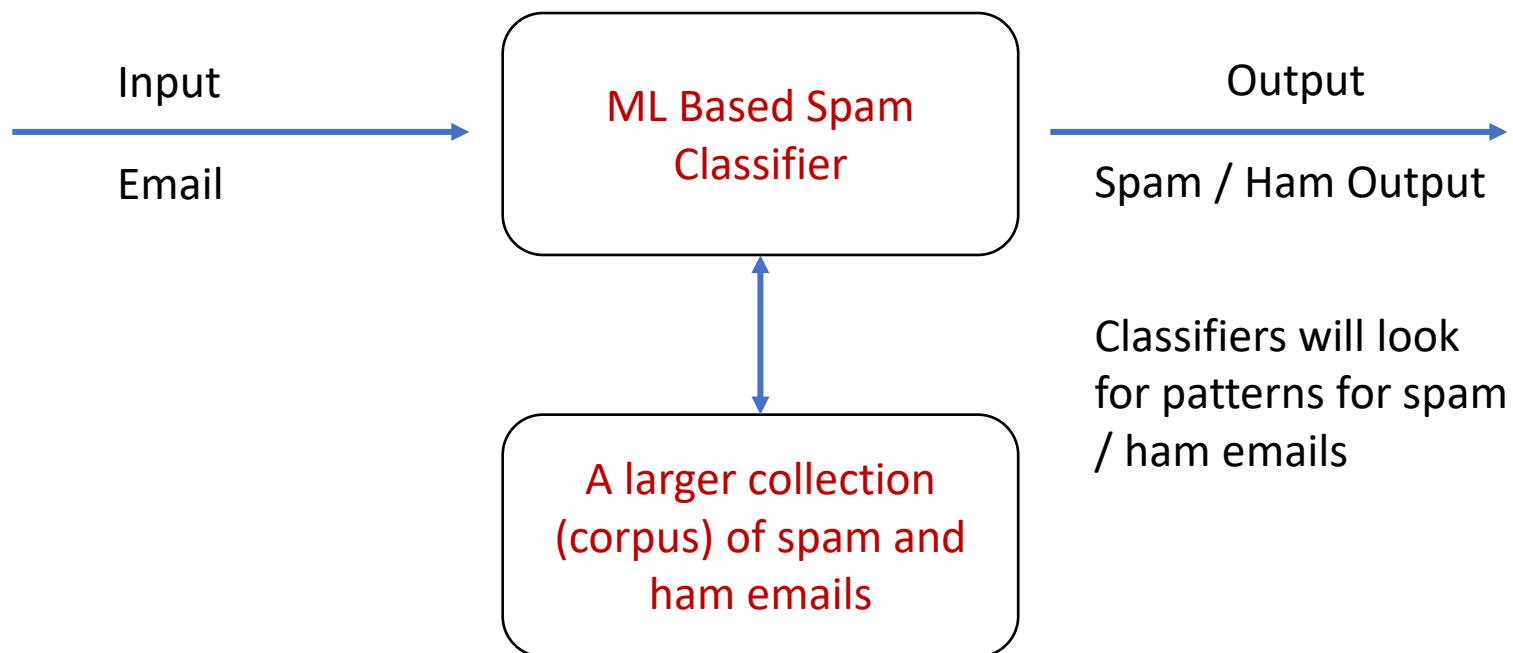 Input
Email
ML Based Spam
Classifier
Output
Spam / Ham Output
Classifiers will look
for patterns for spam
/ ham emails
A larger collection
(corpus) of spam and
ham emails